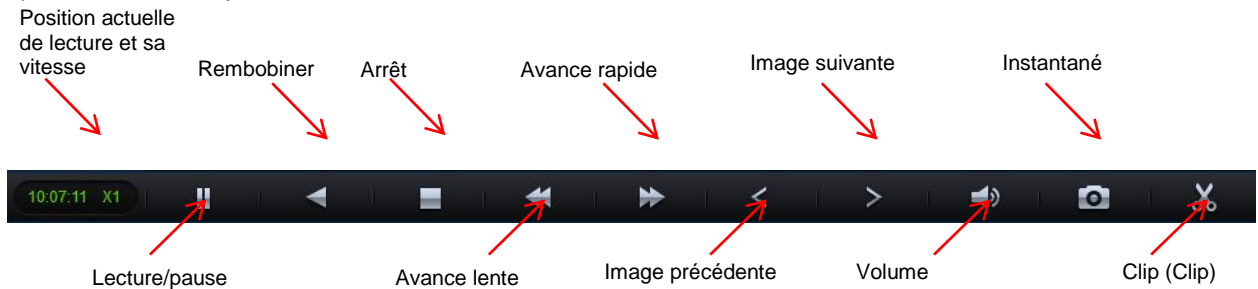 Position actuelle
de lecture et sa
vitesse
Rembobiner
Arrêt
Avance rapide
Image suivante
Instantané
10:07:11 X1
Lecture/pause
Avance lente
Image précédente
Volume
Clip (Clip)